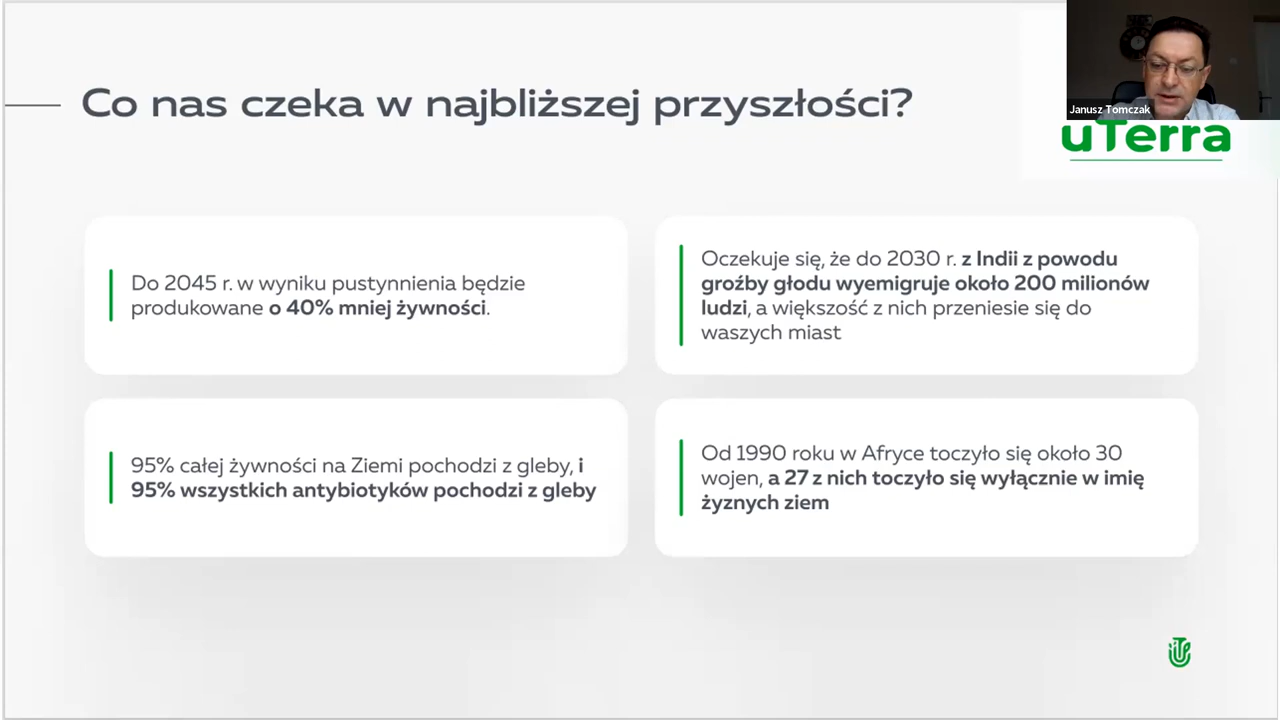 Co nas czeka w najbliższej przyszłości?
Janusz Tomczak
uTerra
Do 2045 r. w wyniku pustynnienia będzie
produkowane o 40% mniej żywności.
Oczekuje się, że do 2030 r. z Indii z powodu
groźby głodu wyemigruje około 200 milionów
ludzi, a większość z nich przeniesie się do
waszych miast
95% całej żywności na Ziemi pochodzi z gleby, i
95% wszystkich antybiotyków pochodzi z gleby
Od 1990 roku w Afryce toczyło się około 30
wojen, a 27 z nich toczyło się wyłącznie w imię
żyznych ziem